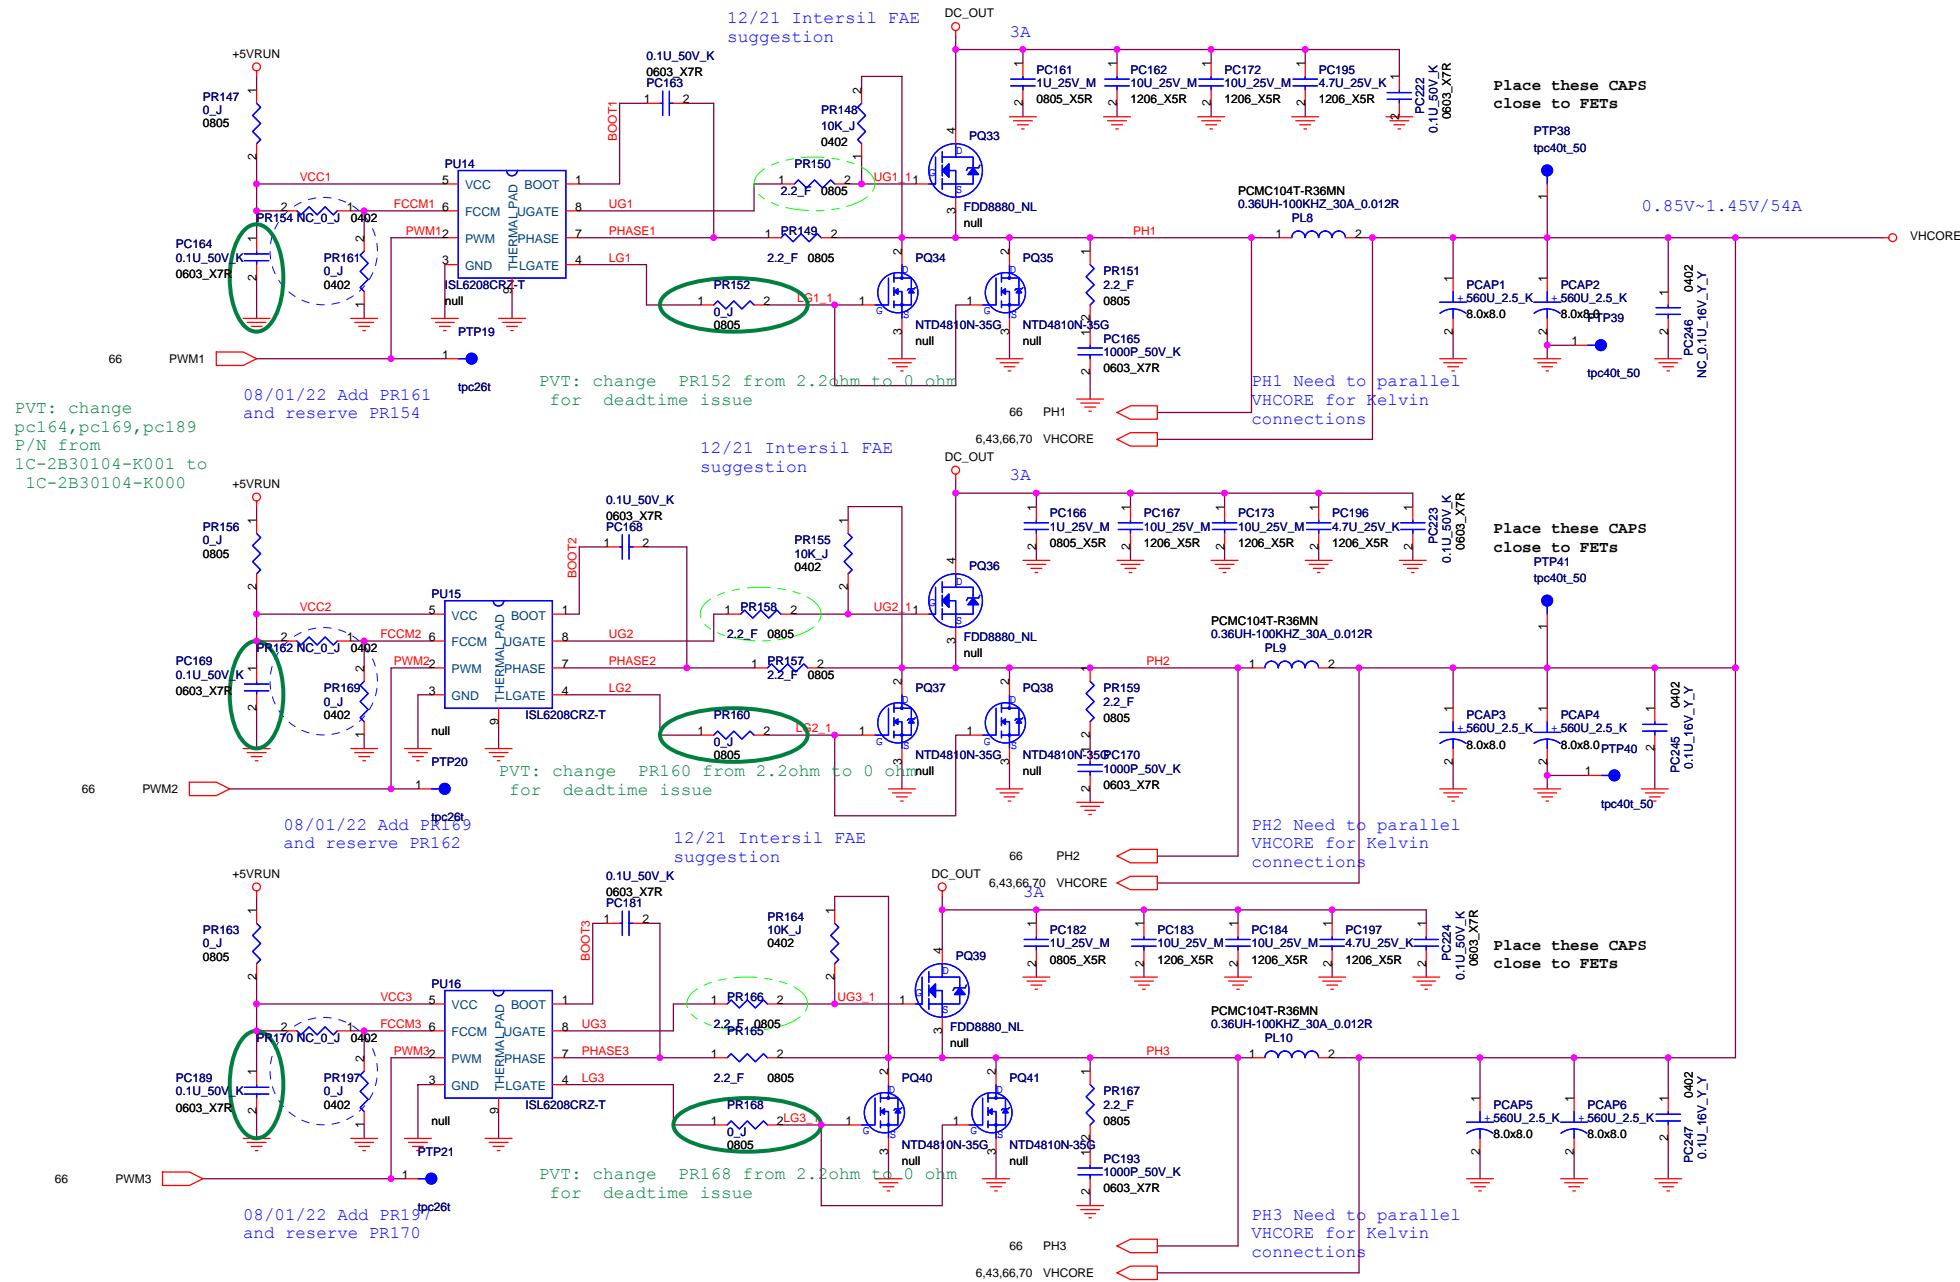 12/21 Intersil FAE
suggestion
DC_OUT
3A
+5VRUN
PR147
0_J
0805
0.1U_50V_K
0603_X7R
PC163
BOOT1
PR148
10K_J
0402
PC161
1U_25V_M
0805_X5R
PC162
10U_25V_M
1206_X5R
PC172
10U_25V_M
1206_X5R
PC195
4.7U_25V_K
1206_X5R
PC222
0.1U_50V_K
0603_X7R
Place these CAPS
close to FETs
PTP38
tpc40t_50
PQ33
FDD8880_NL
null
VCC1
PU14
VCC
FCCM
PWM
GND
BOOT
UGATE
PHASE
LGATE
THERMAL_PAD
ISL6208CRZ-T
null
PR150
2.2_F 0805
UG1_1
UG1
FCCM1
PR154 NC_0_J 0402
PWM1
PHASE1
PR149
2.2_F 0805
LG1
PC164
0.1U_50V_K
0603_X7R
PR161
0_J
0402
PR152
0_J
0805
LG1_1
PQ34
NTD4810N-35G
null
PQ35
NTD4810N-35G
null
PH1
PR151
2.2_F
0805
PC165
1000P_50V_K
0603_X7R
PCMC104T-R36MN
0.36UH-100KHZ_30A_0.012R
PL8
0.85V~1.45V/54A
VHCORE
PCAP1
560U_2.5_K
8.0x8.0
PCAP2
560U_2.5_K
8.0x8.0
PTP39
tpc40t_50
PC246
NC_0.1U_16V_Y_Y
0402
66 PWM1
PTP19
tpc26t
08/01/22 Add PR161
and reserve PR154
PVT: change PR152 from 2.2ohm to 0 ohm
for deadtime issue
PH1 Need to parallel
VHCORE for Kelvin
connections
66 PH1
6,43,66,70 VHCORE
PVT: change
pc164,pc169,pc189
P/N from
1C-2B30104-K001 to
1C-2B30104-K000
12/21 Intersil FAE
suggestion
DC_OUT
3A
+5VRUN
PR156
0_J
0805
0.1U_50V_K
0603_X7R
PC168
BOOT2
PR155
10K_J
0402
PC166
1U_25V_M
0805_X5R
PC167
10U_25V_M
1206_X5R
PC173
10U_25V_M
1206_X5R
PC196
4.7U_25V_K
1206_X5R
PC223
0.1U_50V_K
0603_X7R
Place these CAPS
close to FETs
PTP41
tpc40t_50
PQ36
FDD8880_NL
null
VCC2
PU15
VCC
FCCM
PWM
GND
BOOT
UGATE
PHASE
LGATE
THERMAL_PAD
ISL6208CRZ-T
null
PR158
2.2_F 0805
UG2_1
UG2
FCCM2
PR162 NC_0_J 0402
PWM2
PHASE2
PR157
2.2_F 0805
LG2
PC169
0.1U_50V_K
0603_X7R
PR169
0_J
0402
PR160
0_J
0805
LG2_1
PQ37
NTD4810N-35G
null
PQ38
NTD4810N-35G
null
PH2
PR159
2.2_F
0805
PC170
1000P_50V_K
0603_X7R
PCMC104T-R36MN
0.36UH-100KHZ_30A_0.012R
PL9
PCAP3
560U_2.5_K
8.0x8.0
PCAP4
560U_2.5_K
8.0x8.0
PTP40
tpc40t_50
PC245
0.1U_16V_Y_Y
0402
66 PWM2
PTP20
tpc26t
08/01/22 Add PR169
and reserve PR162
PVT: change PR160 from 2.2ohm to 0 ohm
for deadtime issue
PH2 Need to parallel
VHCORE for Kelvin
connections
66 PH2
6,43,66,70 VHCORE
12/21 Intersil FAE
suggestion
DC_OUT
3A
+5VRUN
PR163
0_J
0805
0.1U_50V_K
0603_X7R
PC181
BOOT3
PR164
10K_J
0402
PC182
1U_25V_M
0805_X5R
PC183
10U_25V_M
1206_X5R
PC184
10U_25V_M
1206_X5R
PC197
4.7U_25V_K
1206_X5R
PC224
0.1U_50V_K
0603_X7R
Place these CAPS
close to FETs
PQ39
FDD8880_NL
null
VCC3
PU16
VCC
FCCM
PWM
GND
BOOT
UGATE
PHASE
LGATE
THERMAL_PAD
ISL6208CRZ-T
null
PR166
2.2_F 0805
UG3_1
UG3
FCCM3
PR170 NC_0_J 0402
PWM3
PHASE3
PR165
2.2_F 0805
LG3
PC189
0.1U_50V_K
0603_X7R
PR197
0_J
0402
PR168
0_J
0805
LG3_1
PQ40
NTD4810N-35G
null
PQ41
NTD4810N-35G
null
PH3
PR167
2.2_F
0805
PC193
1000P_50V_K
0603_X7R
PCMC104T-R36MN
0.36UH-100KHZ_30A_0.012R
PL10
PCAP5
560U_2.5_K
8.0x8.0
PCAP6
560U_2.5_K
8.0x8.0
PC247
0.1U_16V_Y_Y
0402
66 PWM3
PTP21
tpc26t
08/01/22 Add PR197
and reserve PR170
PVT: change PR168 from 2.2ohm to 0 ohm
for deadtime issue
PH3 Need to parallel
VHCORE for Kelvin
connections
66 PH3
6,43,66,70 VHCORE